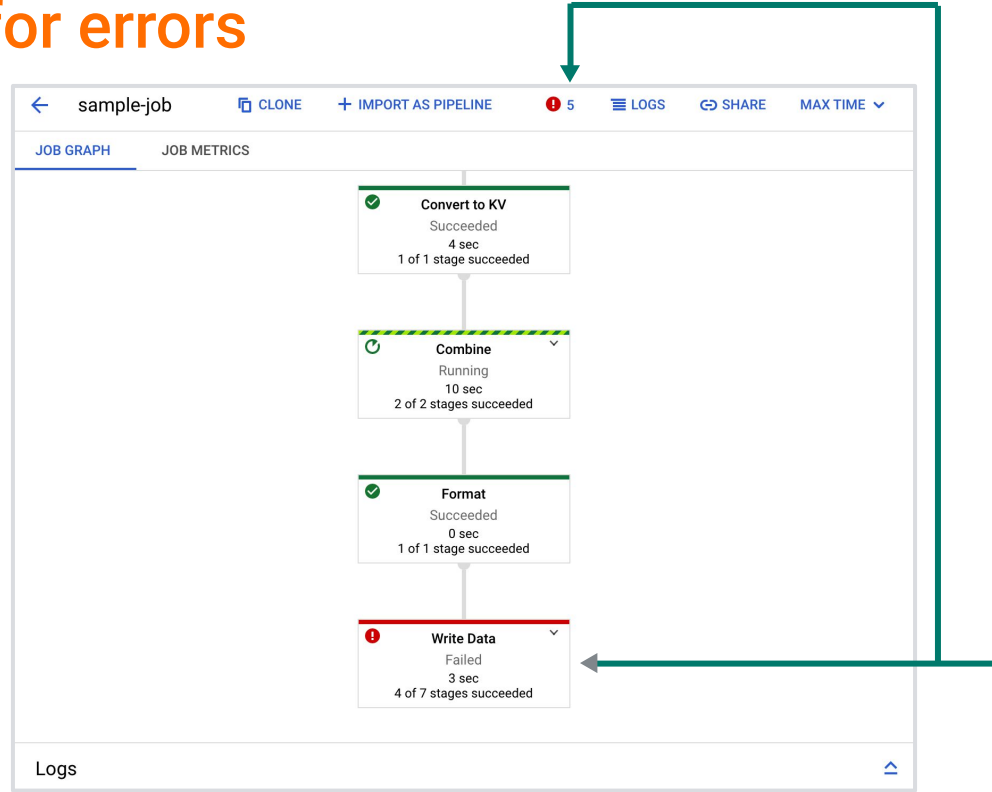 for errors
sample-job CLONE IMPORT AS PIPELINE 5 LOGS SHARE MAX TIME
JOB GRAPH JOB METRICS
Convert to KV
Succeeded
4 sec
1 of 1 stage succeeded
Combine
Running
10 sec
2 of 2 stages succeeded
Format
Succeeded
0 sec
1 of 1 stage succeeded
Write Data
Failed
3 sec
4 of 7 stages succeeded
Logs